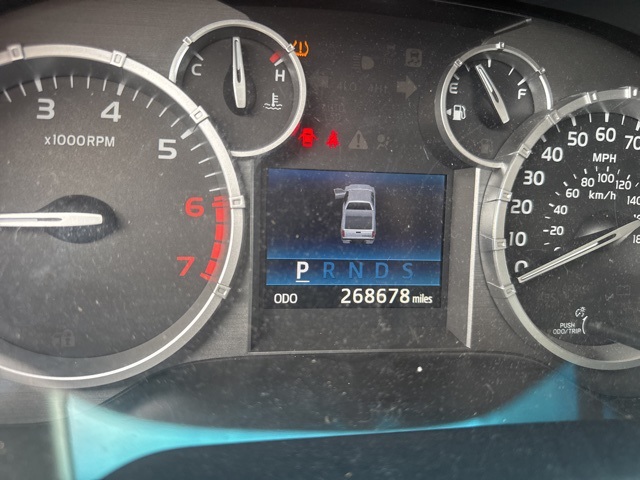 C H
E F
3 4 5 6 7
x1000RPM
0 10 20 30 40 50 60 70
MPH
20 40 60 80 100 120 140
km/h
P R N D S
ODO 268678 miles
PUSH
ODO/TRIP